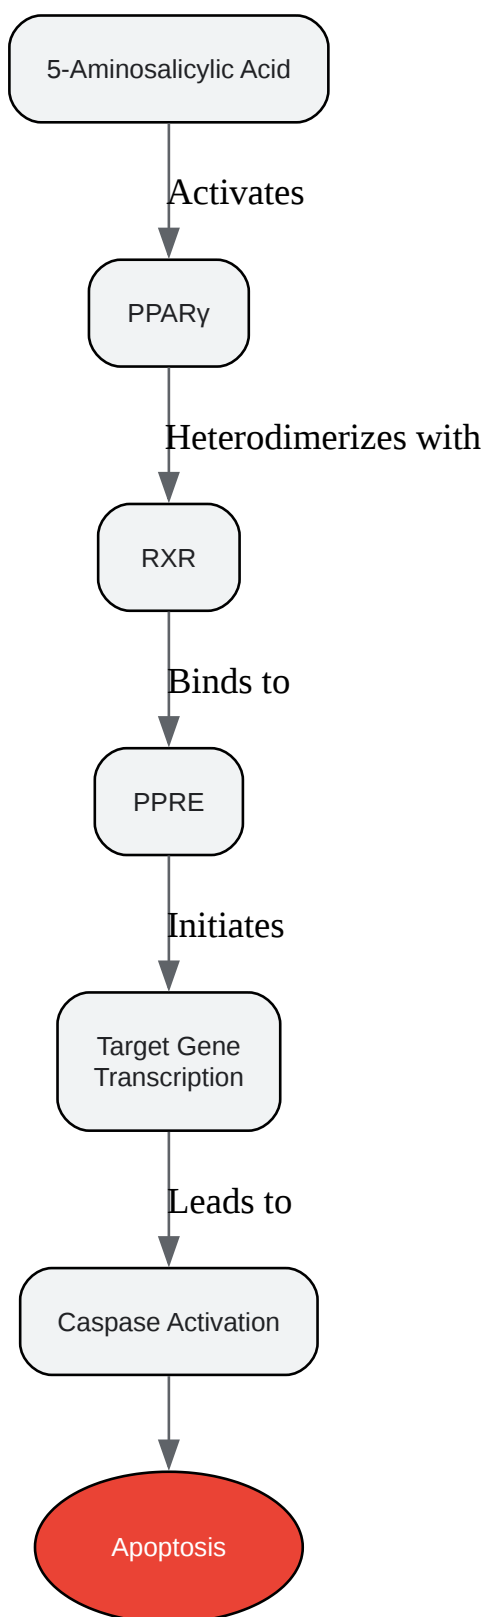 5-Aminosalicylic Acid
Activates
PPARγ
Heterodimerizes with
RXR
Binds to
PPRE
Initiates
Target Gene
Transcription
Leads to
Caspase Activation
Apoptosis